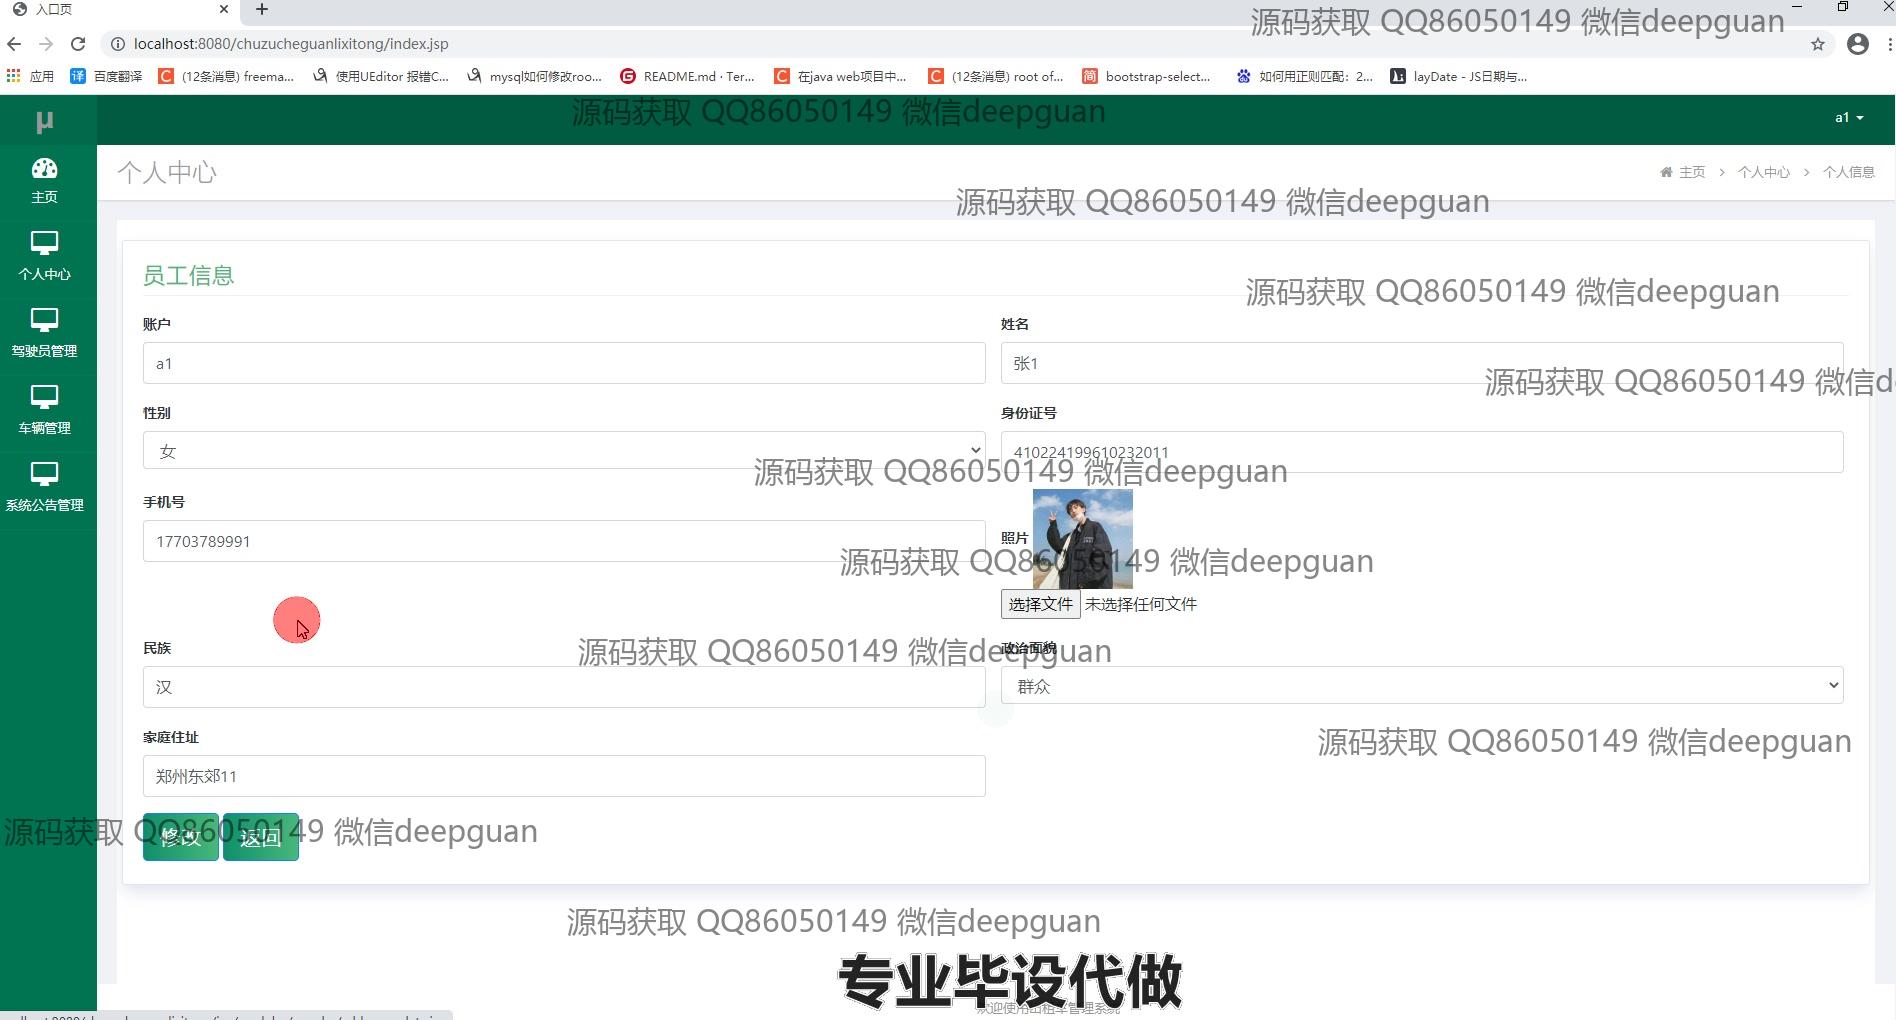 入口页
localhost:8080/chuzucheguanlixitong/index.jsp
应用
百度翻译
(12条消息) freema...
使用UEditor 报错C...
mysql如何修改roo...
README.md · Ter...
在java web项目中...
(12条消息) root of...
bootstrap-select...
如何用正则匹配：2...
layDate - JS日期与...
源码获取 QQ86050149 微信deepguan
μ
源码获取 QQ86050149 微信deepguan
a1
主页
个人中心
驾驶员管理
车辆管理
系统公告管理
个人中心
主页 > 个人中心 > 个人信息
源码获取 QQ86050149 微信deepguan
员工信息
源码获取 QQ86050149 微信deepguan
账户
a1
姓名
张1
源码获取 QQ86050149 微信d
性别
女
身份证号
410224199610232011
源码获取 QQ86050149 微信deepguan
手机号
17703789991
照片
源码获取 QQ86050149 微信deepguan
选择文件 未选择任何文件
民族
汉
源码获取 QQ86050149 微信deepguan
政治面貌
群众
家庭住址
郑州东郊11
源码获取 QQ86050149 微信deepguan
修改
返回
源码获取 QQ86050149 微信deepguan
源码获取 QQ86050149 微信deepguan
专业毕设代做
欢迎使用出租车管理系统